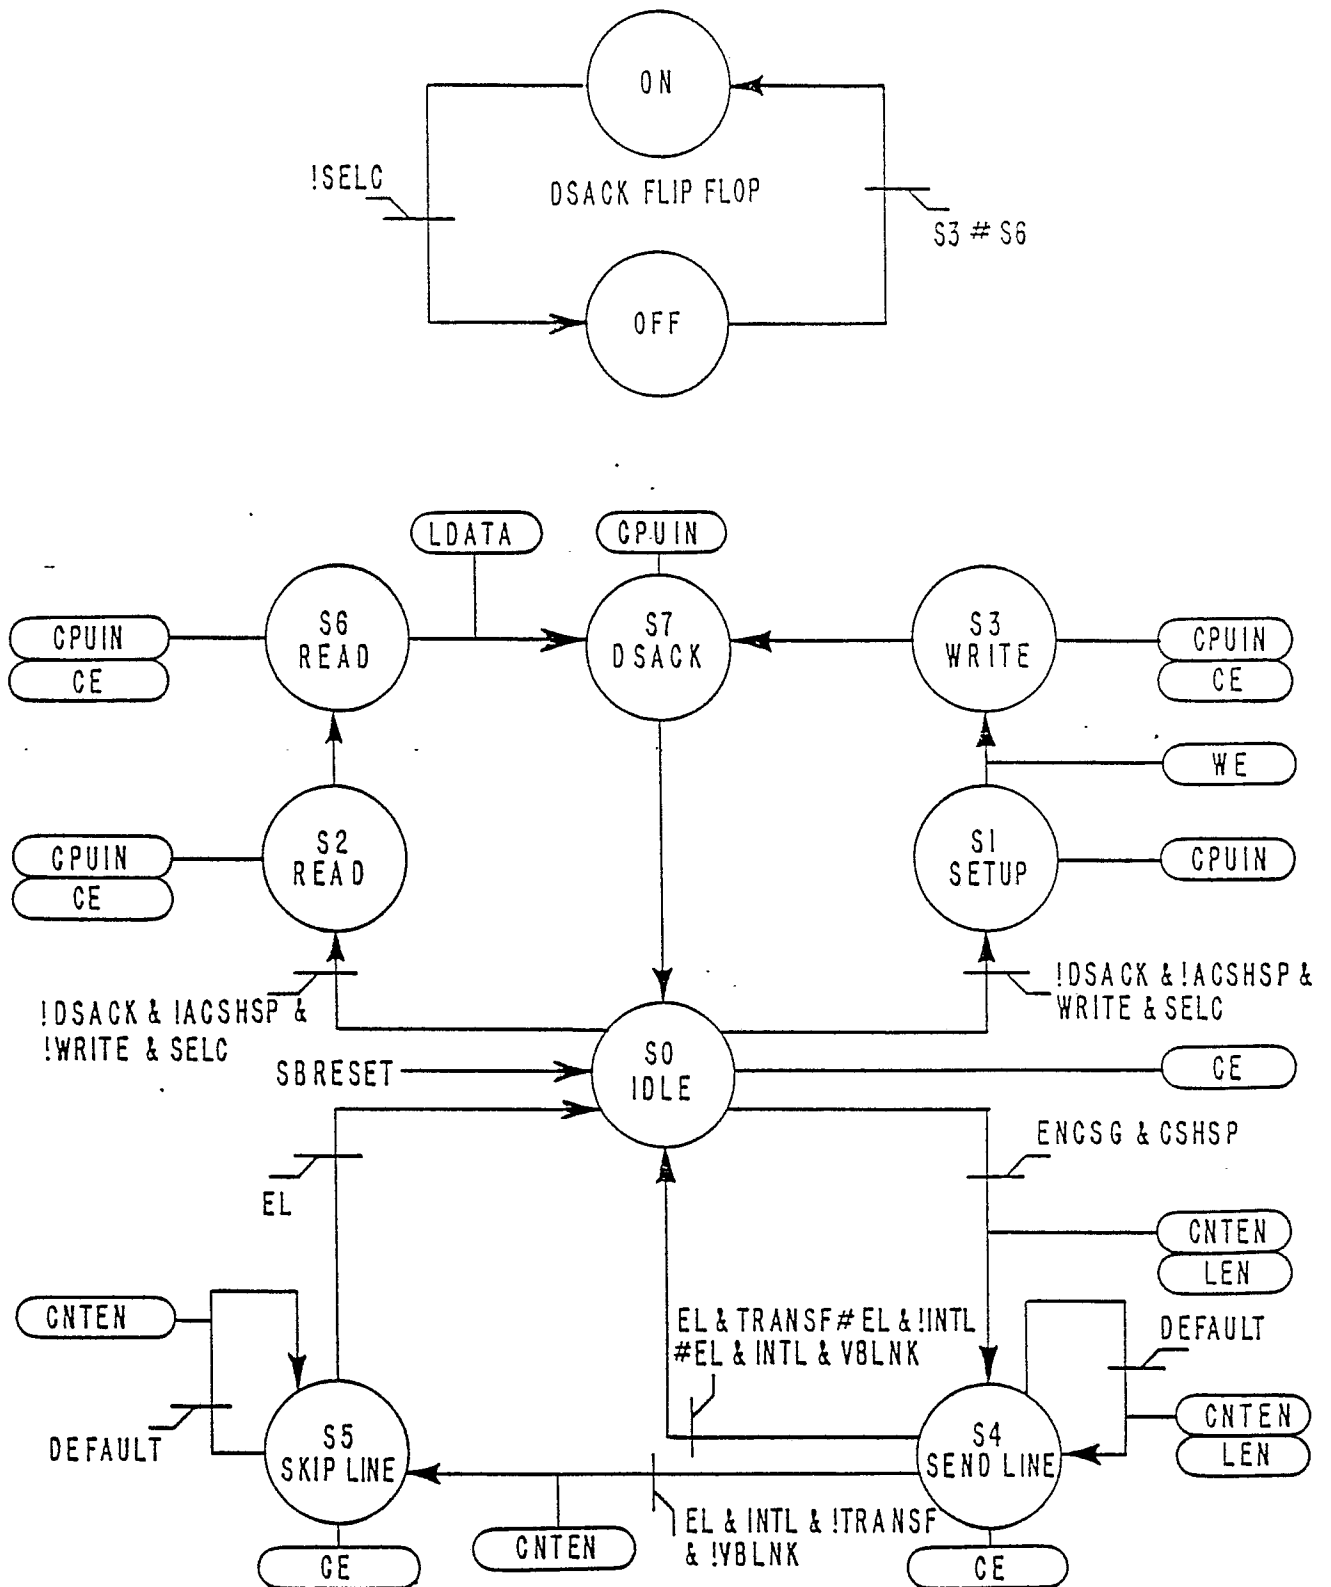 ON
!SELC
DSACK FLIP FLOP
S3 # S6
OFF
LDATA
CPUIN
S6
READ
S7
DSACK
S3
WRITE
CPUIN
CE
CPUIN
CE
WE
S2
READ
S1
SETUP
CPUIN
CE
CPUIN
!DSACK & !ACSHSP &
!WRITE & SELC
!DSACK & !ACSHSP &
WRITE & SELC
S0
IDLE
SBRESET
CE
ENCSG & CSHSP
EL
CNTEN
LEN
CNTEN
EL & TRANSF # EL & !INTL
# EL & INTL & VBLNK
DEFAULT
DEFAULT
S5
SKIP LINE
S4
SEND LINE
CNTEN
LEN
EL & INTL & !TRANSF
& !VBLNK
CNTEN
CE
CE